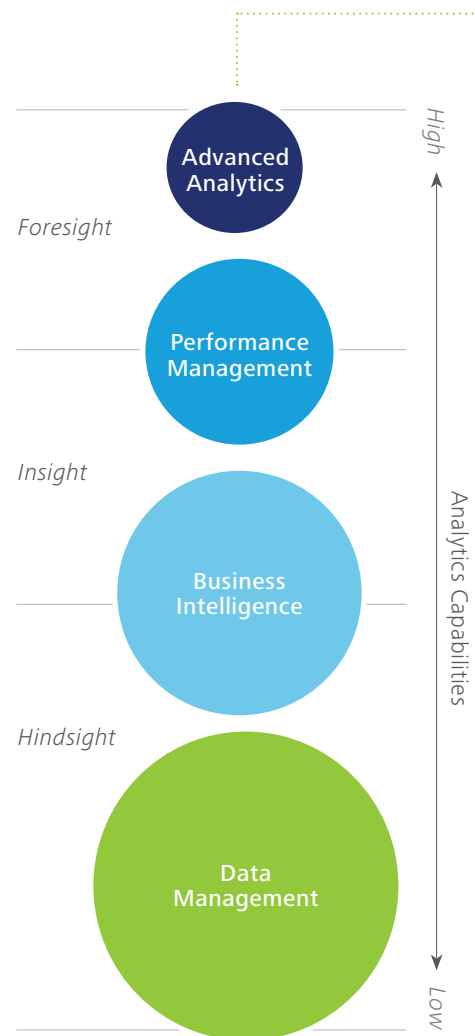 High
Advanced
Analytics
Foresight
Performance
Management
Insight
Analytics Capabilities
Business
Intelligence
Hindsight
Data
Management
Low